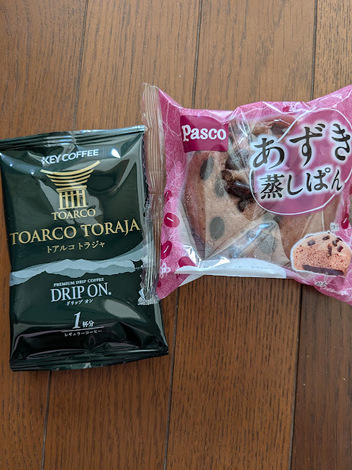 KEY COFFEE
TOARCO
TOARCO TORAJA
トアルコ トラジャ
PREMIUM DRIP COFFEE
DRIP ON®
ドリップ オン
1杯分
レギュラーコーヒー
Pasco
あずき
蒸しぱん